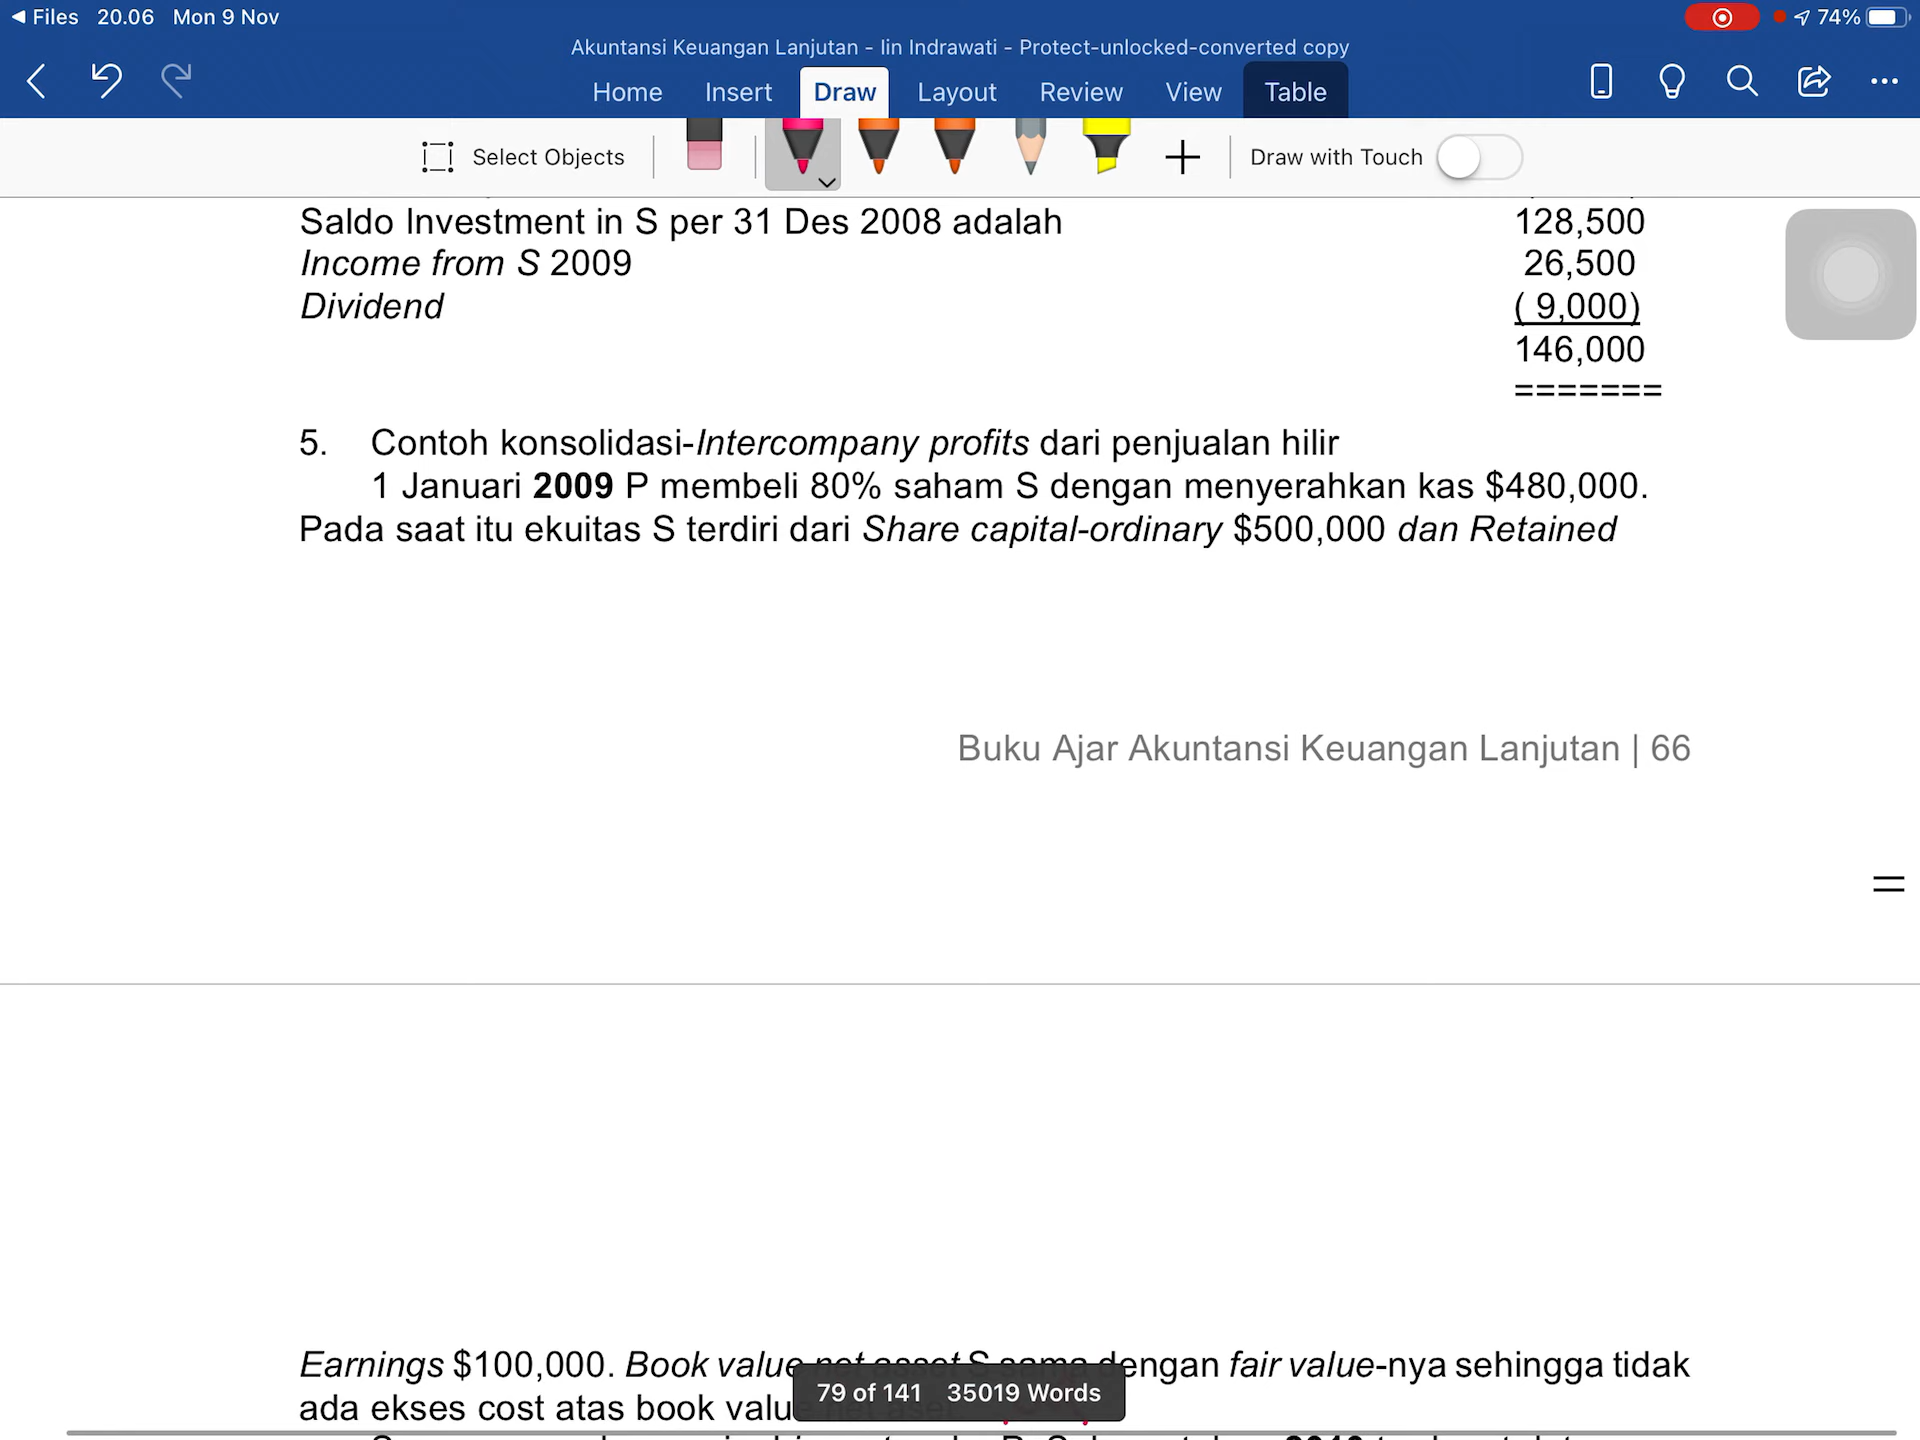 ◄ Files 20.06 Mon 9 Nov 74%
Akuntansi Keuangan Lanjutan - Iin Indrawati - Protect-unlocked-converted copy
Home Insert Draw Layout Review View Table
Select Objects Draw with Touch
Saldo Investment in S per 31 Des 2008 adalah 128,500
Income from S 2009 26,500
Dividend ( 9,000)
146,000
=======
5. Contoh konsolidasi-Intercompany profits dari penjualan hilir
1 Januari 2009 P membeli 80% saham S dengan menyerahkan kas $480,000.
Pada saat itu ekuitas S terdiri dari Share capital-ordinary $500,000 dan Retained
Buku Ajar Akuntansi Keuangan Lanjutan | 66
Earnings $100,000. Book value net asset S sama dengan fair value-nya sehingga tidak
ada ekses cost atas book value
79 of 141 35019 Words